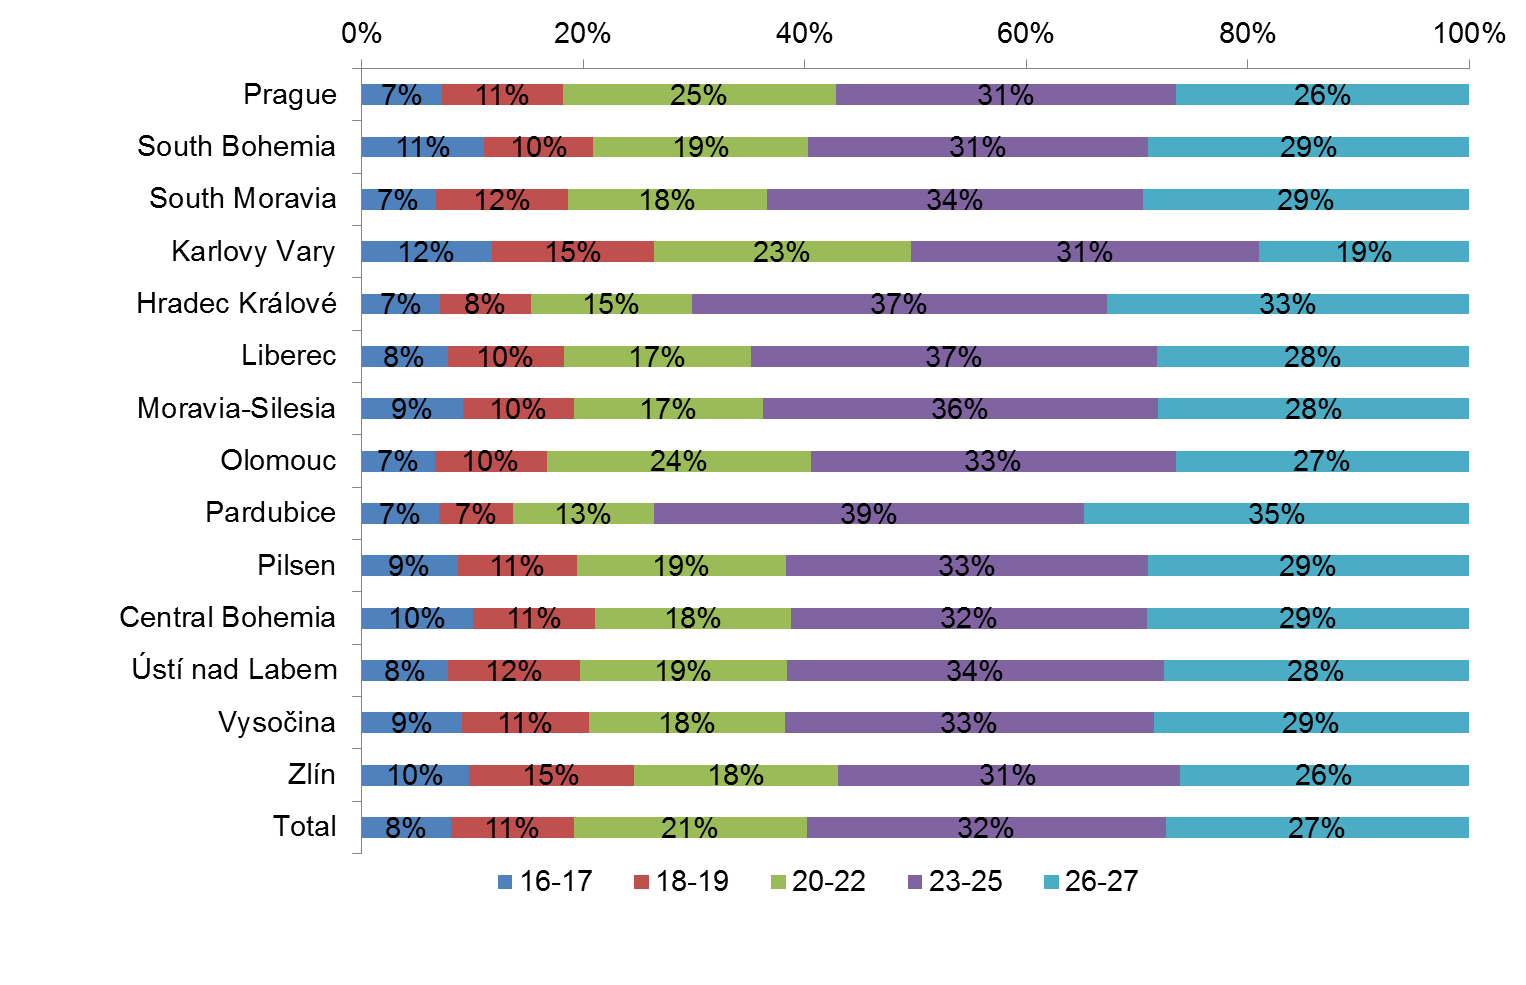 0% 20% 40% 60% 80% 100%
Prague 7% 11% 25% 31% 26%
South Bohemia 11% 10% 19% 31% 29%
South Moravia 7% 12% 18% 34% 29%
Karlovy Vary 12% 15% 23% 31% 19%
Hradec Králové 7% 8% 15% 37% 33%
Liberec 8% 10% 17% 37% 28%
Moravia-Silesia 9% 10% 17% 36% 28%
Olomouc 7% 10% 24% 33% 27%
Pardubice 7% 7% 13% 39% 35%
Pilsen 9% 11% 19% 33% 29%
Central Bohemia 10% 11% 18% 32% 29%
Ústí nad Labem 8% 12% 19% 34% 28%
Vysočina 9% 11% 18% 33% 29%
Zlín 10% 15% 18% 31% 26%
Total 8% 11% 21% 32% 27%
16-17 18-19 20-22 23-25 26-27